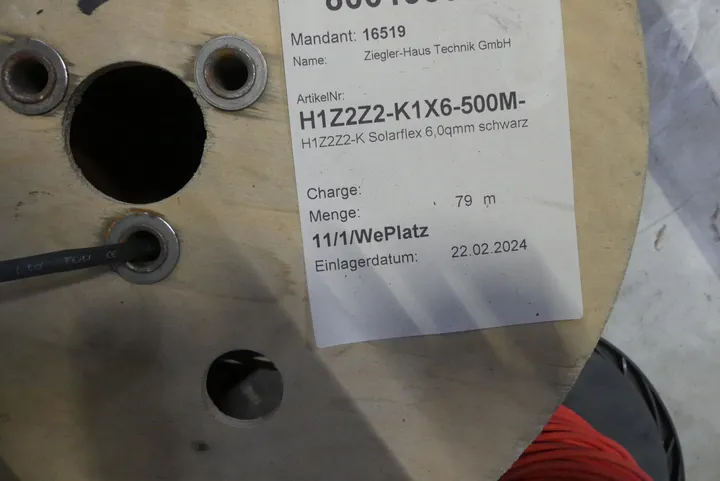 Mandant: 16519
Name: Ziegler-Haus Technik GmbH
ArtikelNr:
H1Z2Z2-K1X6-500M-
H1Z2Z2-K Solarflex 6,0qmm schwarz
Charge:
Menge: 79 m
11/1/WePlatz
Einlagerdatum: 22.02.2024